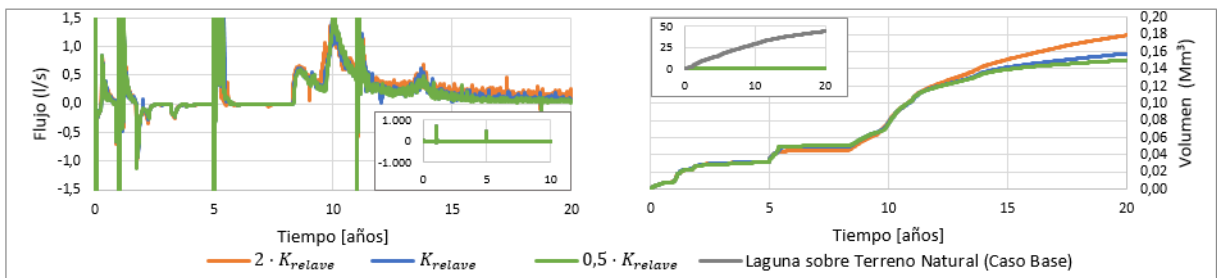 Flujo (l/s)
1,5
1,0
0,5
0,0
-0,5
-1,0
-1,5
0 5 10 15 20
Tiempo [años]
1.000
0
-1.000
0 5 10
50
25
0
0 10 20
0,20
0,18
0,16
0,14
0,12
0,10
0,08
0,06
0,04
0,02
0,00
Volumen (Mm³)
0 5 10 15 20
Tiempo [años]
2 · K_relave
K_relave
0,5 · K_relave
Laguna sobre Terreno Natural (Caso Base)